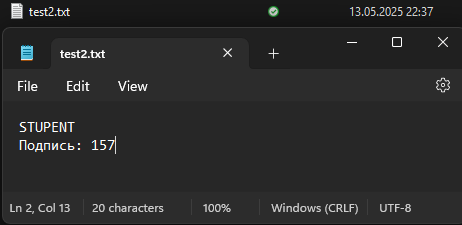 test2.txt 13.05.2025 22:37
test2.txt
File Edit View
STUPENT
Подпись: 157
Ln 2, Col 13 20 characters 100% Windows (CRLF) UTF-8